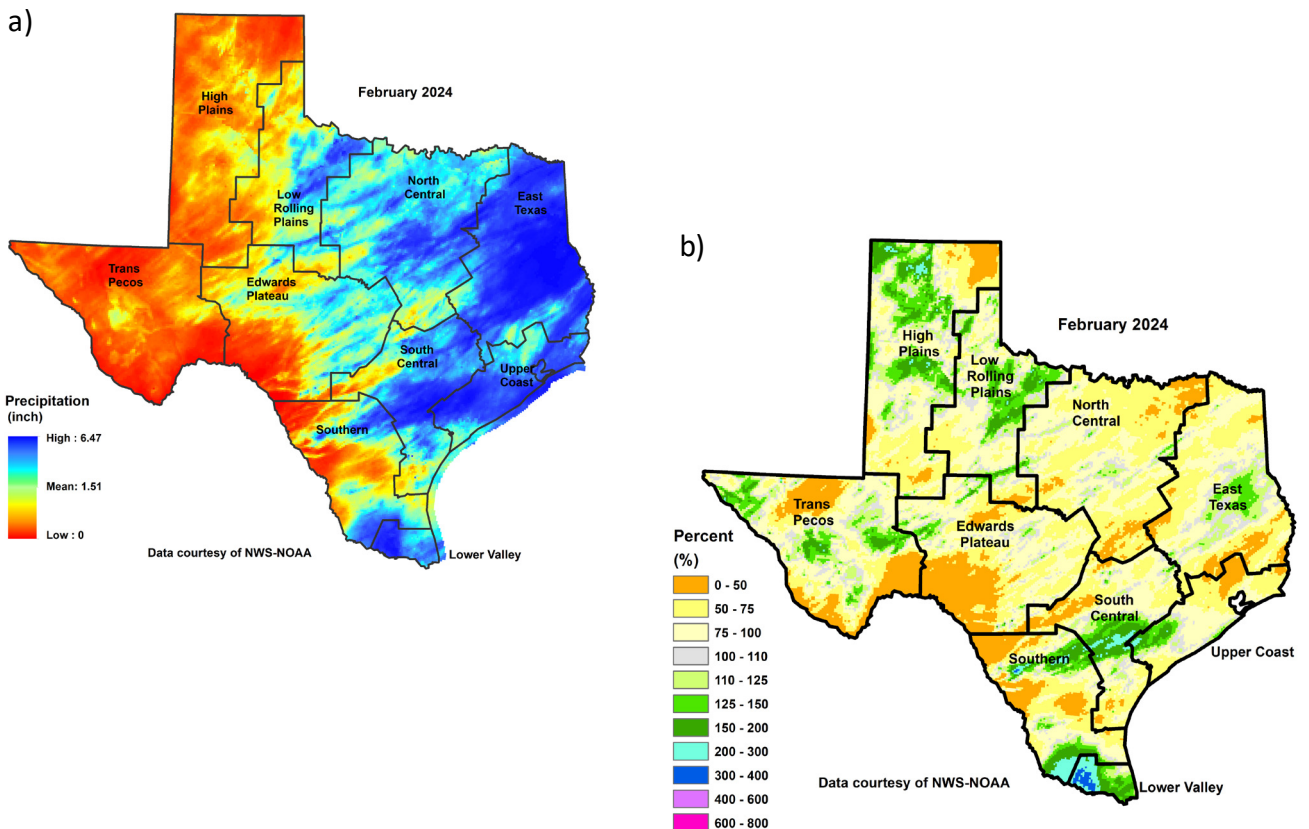 a)
February 2024
High
Plains
North
Central
Low
Rolling
Plains
East
Texas
Trans
Pecos
Edwards
Plateau
South
Central
Upper
Coast
Southern
Lower Valley
Precipitation
(inch)
High : 6.47
Mean: 1.51
Low : 0
Data courtesy of NWS-NOAA
b)
February 2024
High
Plains
Low
Rolling
Plains
North
Central
East
Texas
Trans
Pecos
Edwards
Plateau
South
Central
Upper Coast
Southern
Lower Valley
Percent
(%)
0 - 50
50 - 75
75 - 100
100 - 110
110 - 125
125 - 150
150 - 200
200 - 300
300 - 400
400 - 600
600 - 800
Data courtesy of NWS-NOAA